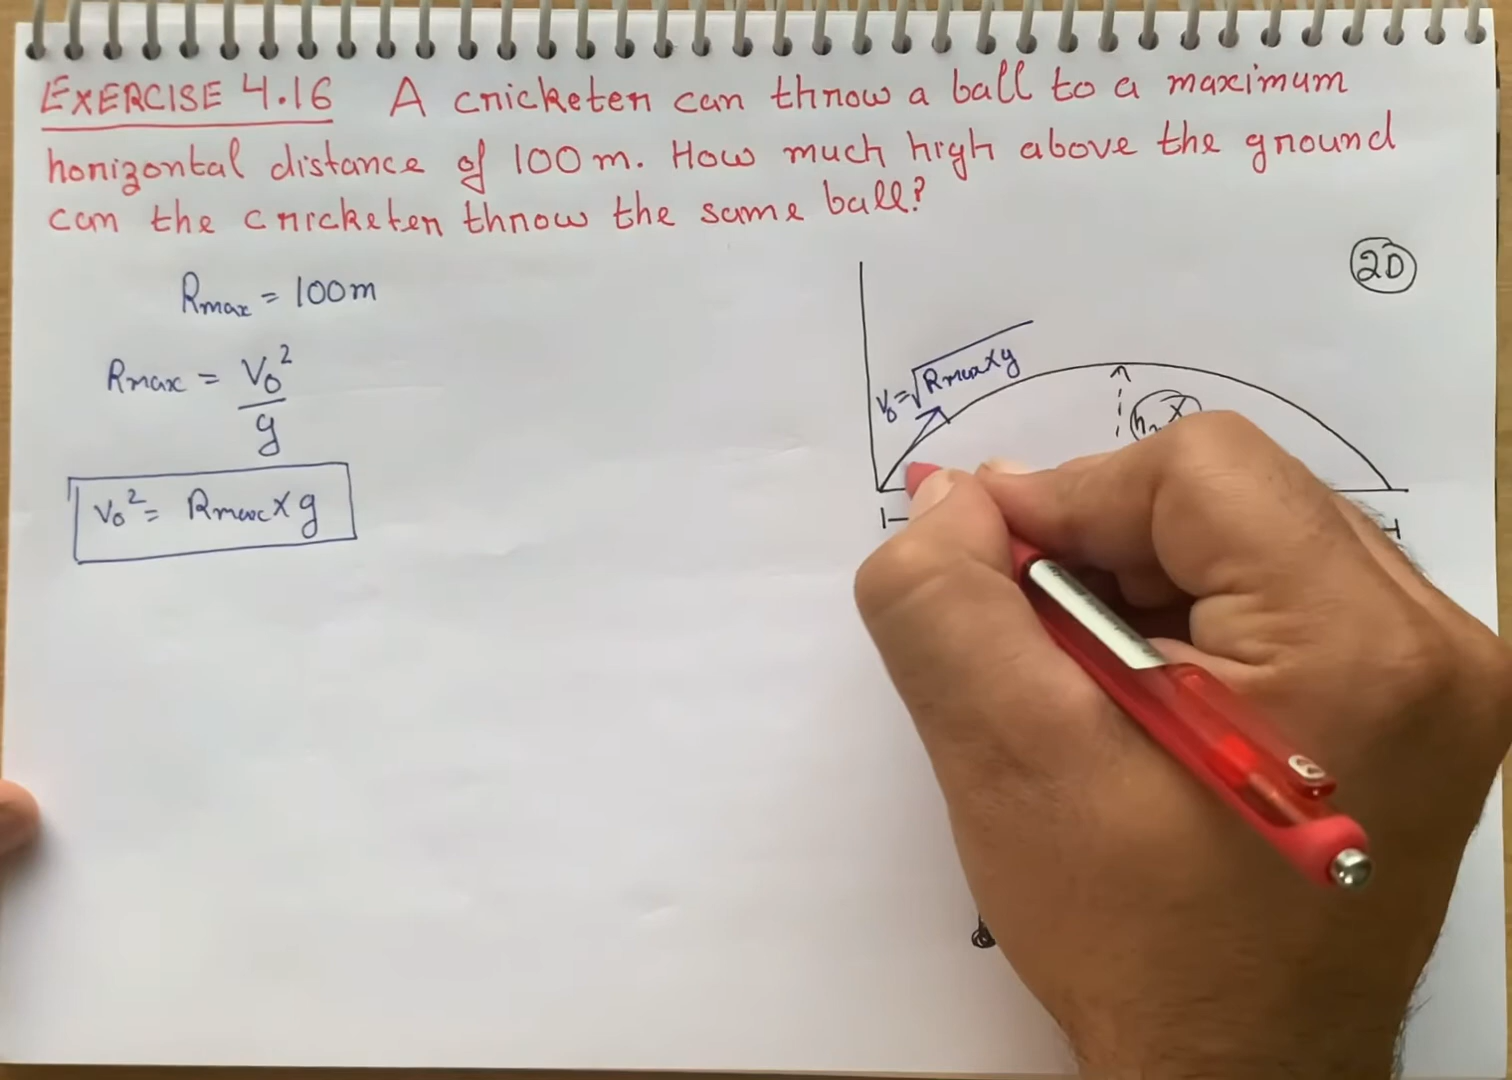 EXERCISE 4.16 A cricketer can throw a ball to a maximum
horizontal distance of 100 m. How much high above the ground
can the cricketer throw the same ball?
Rmax = 100m
2D
Rmax = V₀²/g
V₀ = √Rmax×g
V₀² = Rmax × g